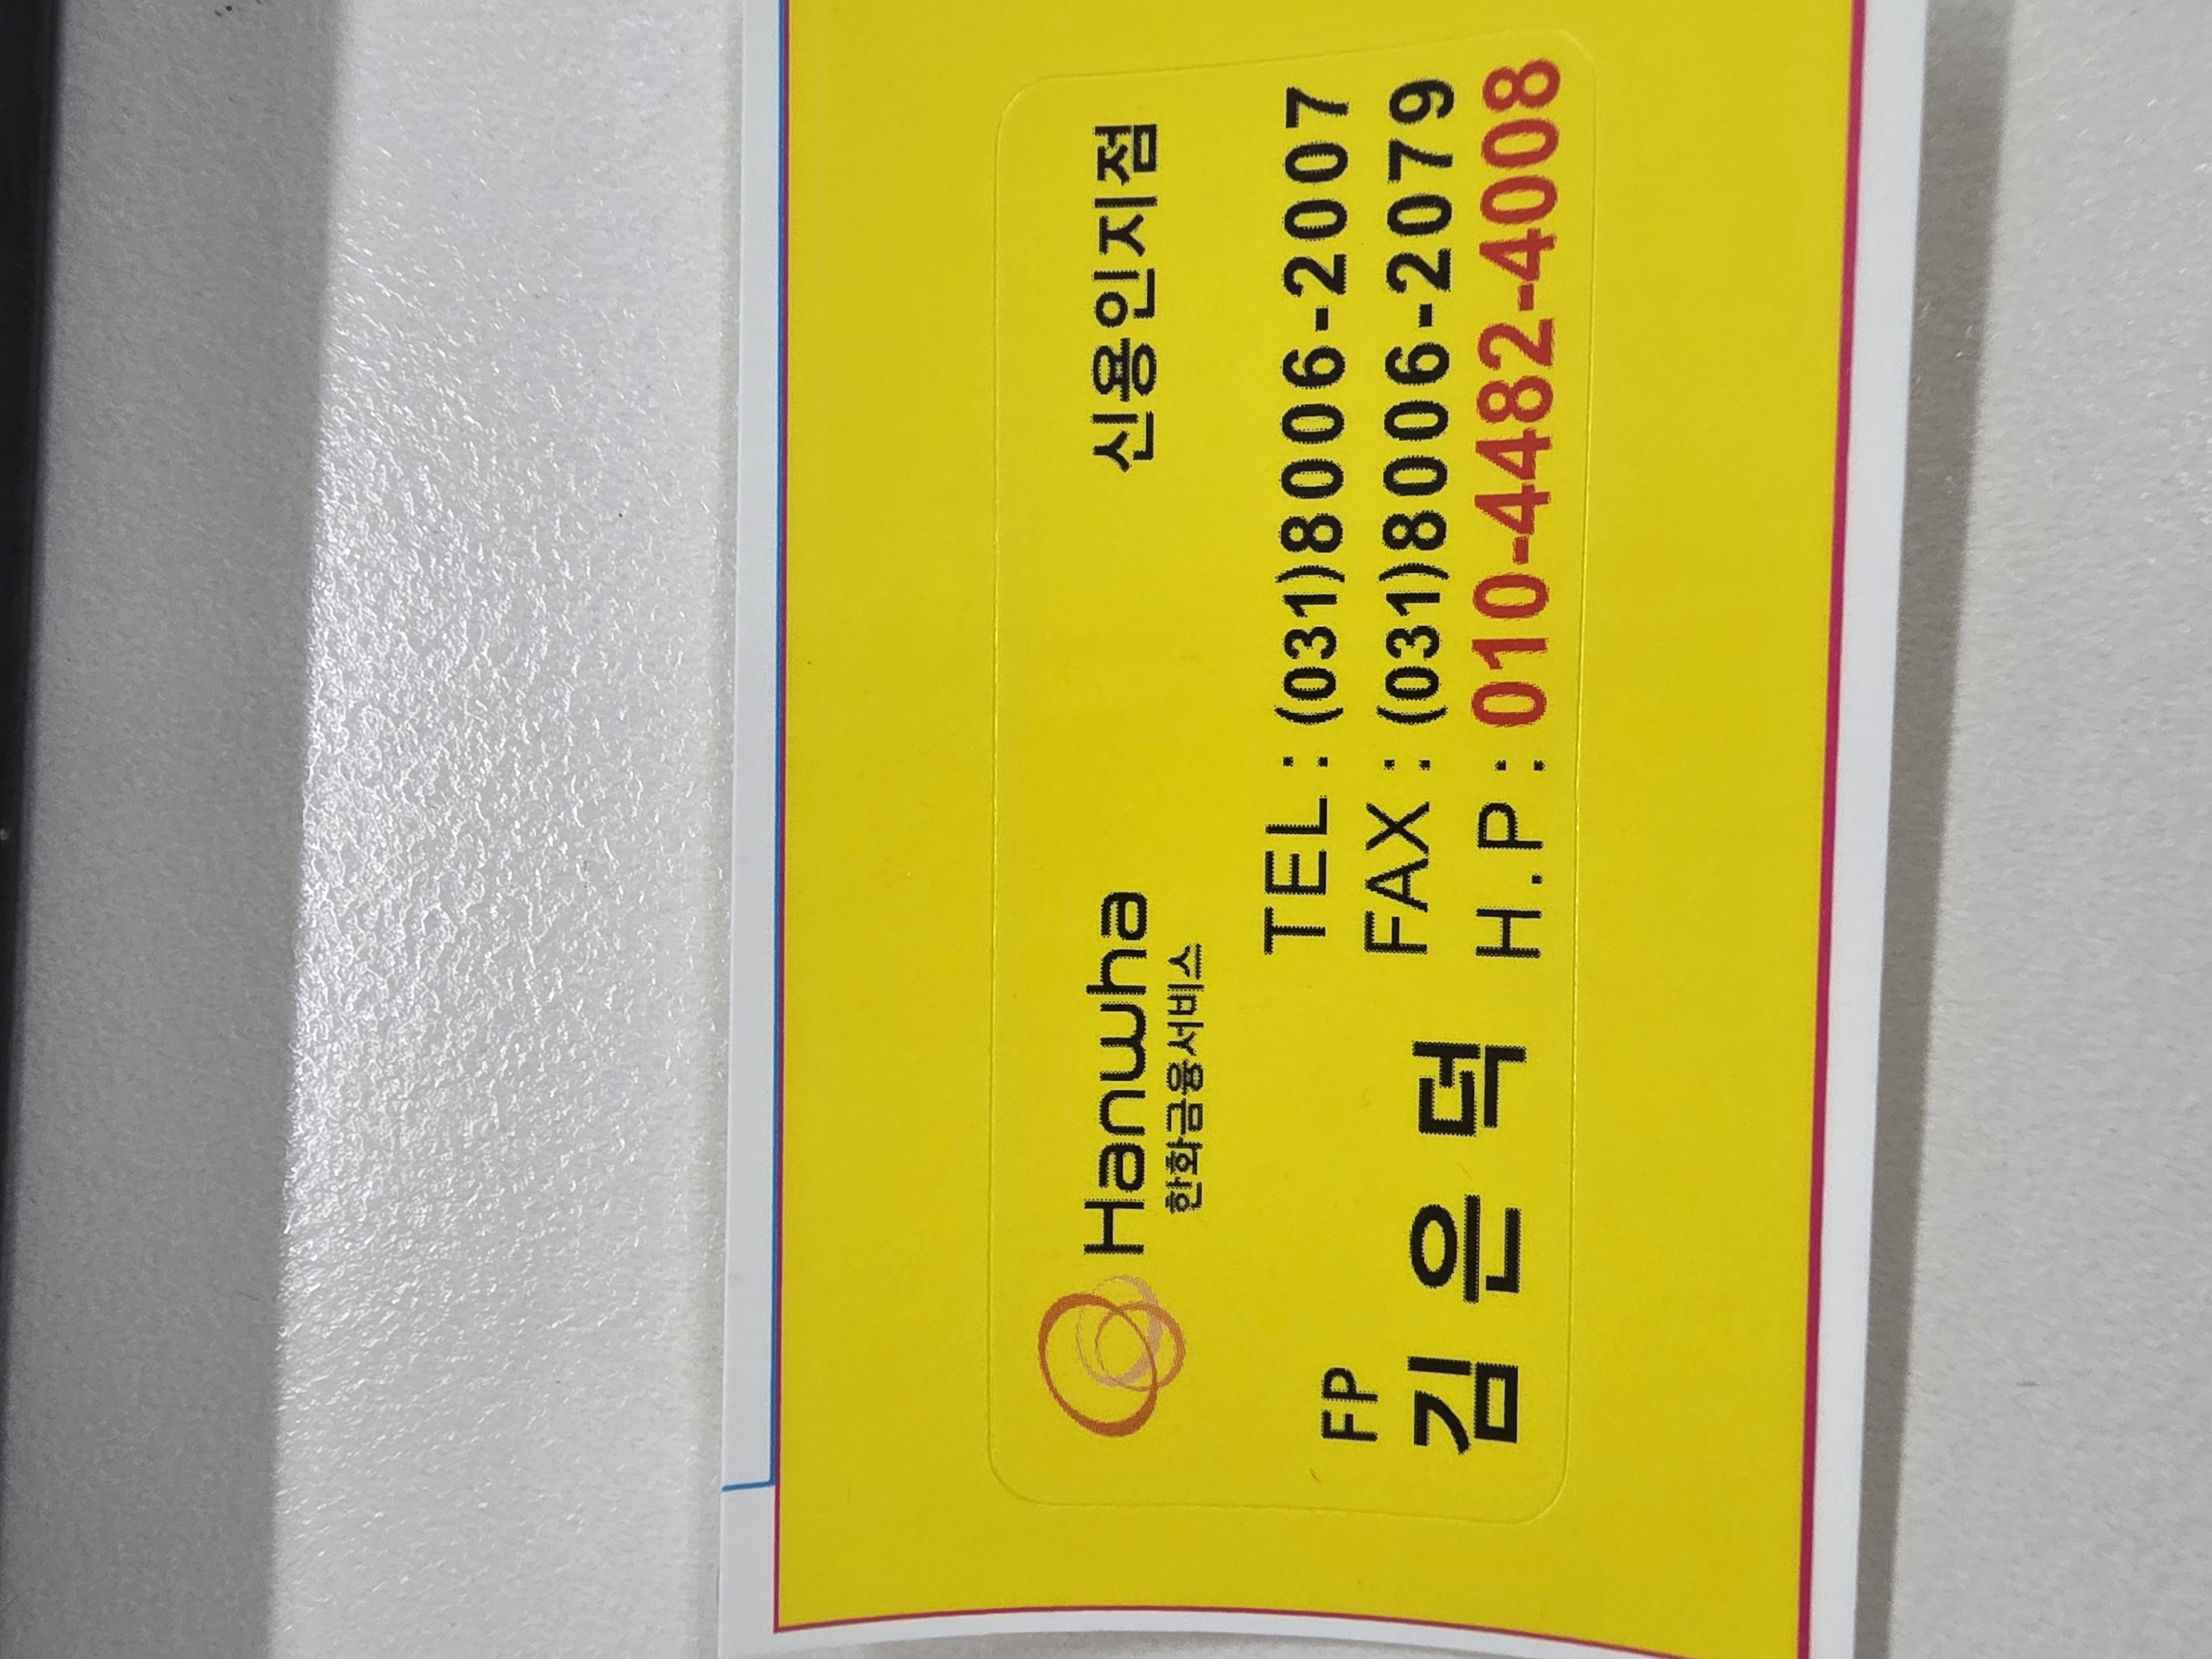 Hanwha 신용인지점
한화금융서비스
TEL : (031)8006-2007
FP FAX : (031)8006-2079
김 은 덕 H.P : 010-4482-4008